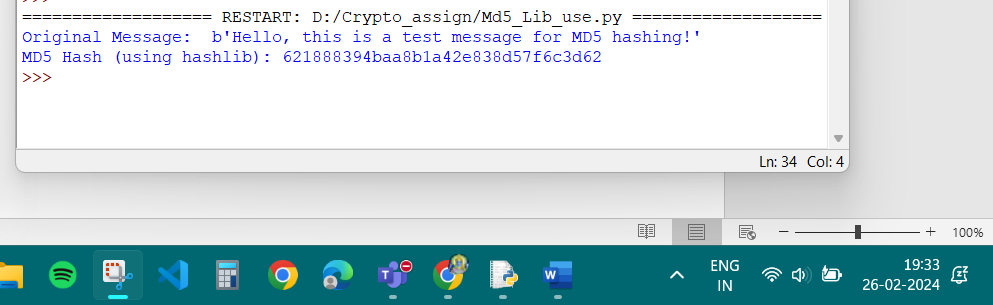 >>>
=================== RESTART: D:/Crypto_assign/Md5_Lib_use.py ===================
Original Message:  b'Hello, this is a test message for MD5 hashing!'
MD5 Hash (using hashlib): 621888394baa8b1a42e838d57f6c3d62
>>>
Ln: 34 Col: 4
100%
ENG
IN
19:33
26-02-2024